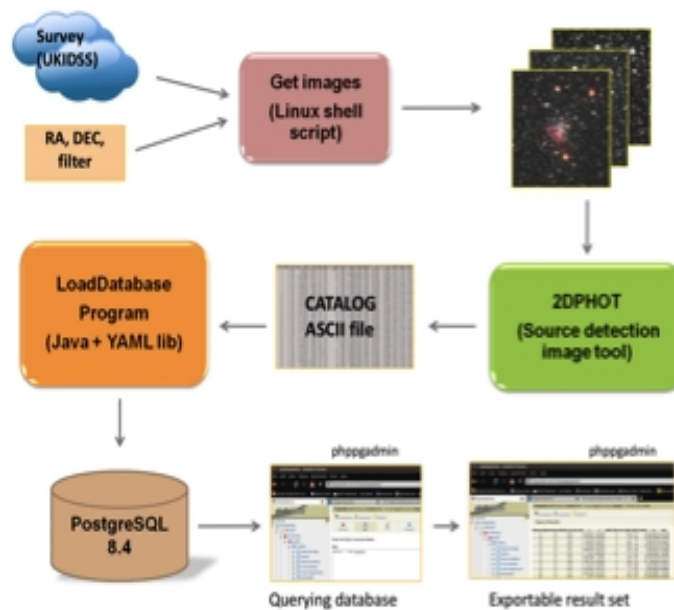 Survey
(UKIDSS)
RA, DEC,
filter
Get images
(Linux shell
script)
2DPHOT
(Source detection
image tool)
CATALOG
ASCII file
LoadDatabase
Program
(Java + YAML lib)
PostgreSQL
8.4
phppgadmin
Querying database
phppgadmin
Exportable result set